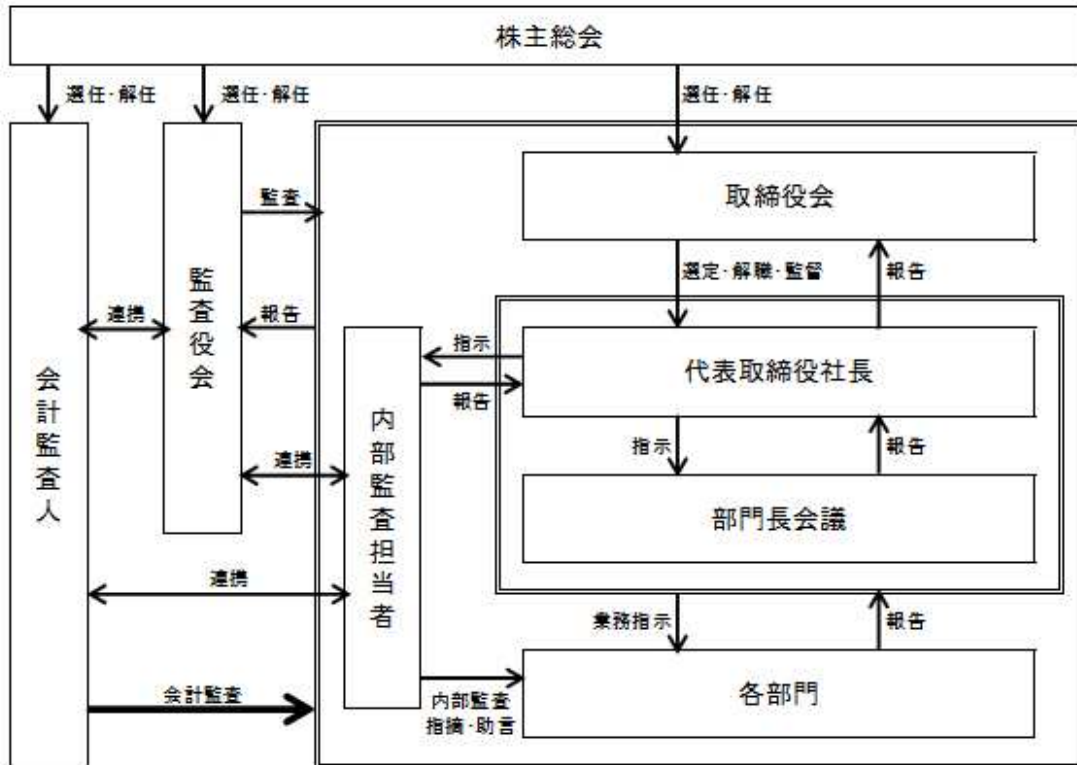 株主総会
選任・解任
選任・解任
選任・解任
取締役会
監査
監査役会
選定・解職・監督
報告
連携
報告
会計監査人
指示
代表取締役社長
報告
内部監査担当者
指示
報告
連携
部門長会議
連携
業務指示
報告
会計監査
内部監査
指摘・助言
各部門